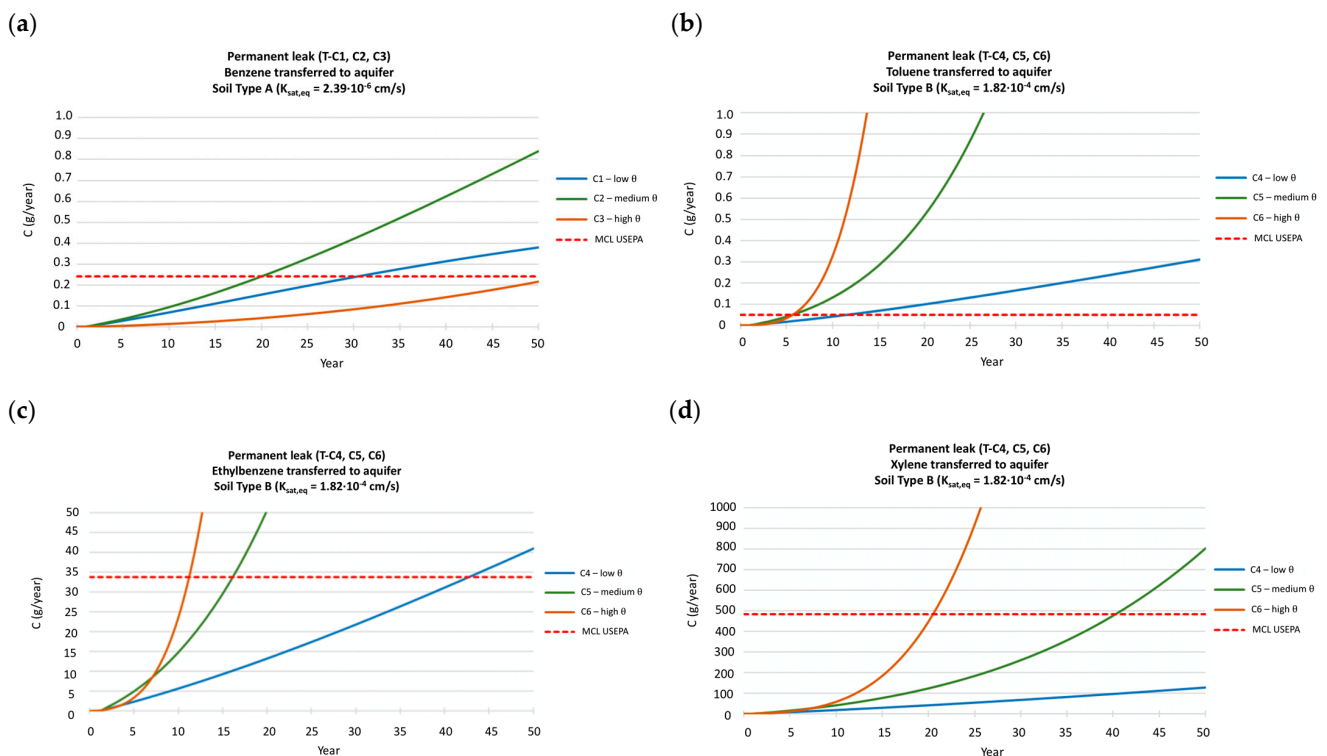 (a)
Permanent leak (T-C1, C2, C3)
Benzene transferred to aquifer
Soil Type A (Ksat,eq = 2.39·10-6 cm/s)
C (g/year)
1.0
0.9
0.8
0.7
0.6
0.5
0.4
0.3
0.2
0.1
0
0 5 10 15 20 25 30 35 40 45 50
Year
C1 – low θ
C2 – medium θ
C3 – high θ
MCL USEPA
(b)
Permanent leak (T-C4, C5, C6)
Toluene transferred to aquifer
Soil Type B (Ksat,eq = 1.82·10-4 cm/s)
C (g/year)
1.0
0.9
0.8
0.7
0.6
0.5
0.4
0.3
0.2
0.1
0
0 5 10 15 20 25 30 35 40 45 50
Year
C4 – low θ
C5 – medium θ
C6 – high θ
MCL USEPA
(c)
Permanent leak (T-C4, C5, C6)
Ethylbenzene transferred to aquifer
Soil Type B (Ksat,eq = 1.82·10-4 cm/s)
C (g/year)
50
45
40
35
30
25
20
15
10
5
0
0 5 10 15 20 25 30 35 40 45 50
Year
C4 – low θ
C5 – medium θ
C6 – high θ
MCL USEPA
(d)
Permanent leak (T-C4, C5, C6)
Xylene transferred to aquifer
Soil Type B (Ksat,eq = 1.82·10-4 cm/s)
C (g/year)
1000
900
800
700
600
500
400
300
200
100
0
0 5 10 15 20 25 30 35 40 45 50
Year
C4 – low θ
C5 – medium θ
C6 – high θ
MCL USEPA